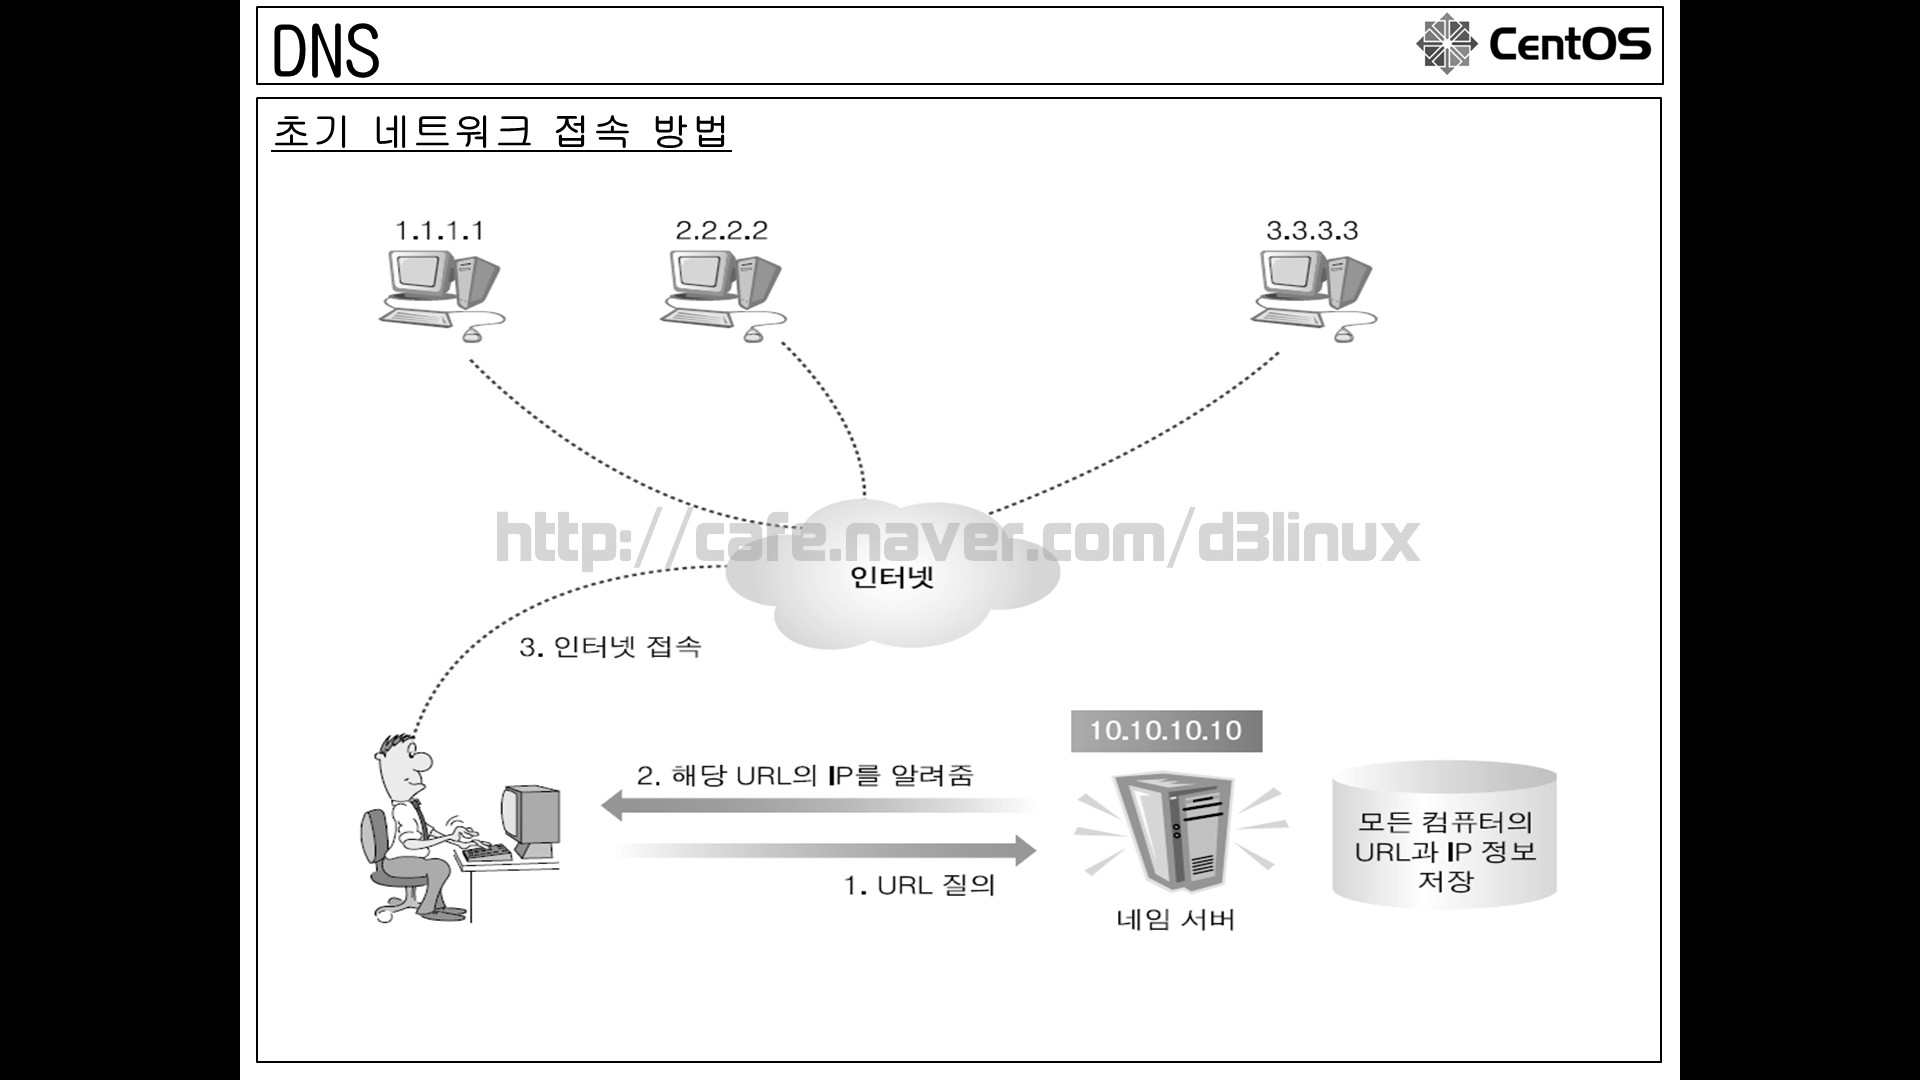 DNS
CentOS
초기 네트워크 접속 방법
1.1.1.1
2.2.2.2
3.3.3.3
http://cafe.naver.com/d3linux
인터넷
3. 인터넷 접속
10.10.10.10
2. 해당 URL의 IP를 알려줌
1. URL 질의
네임 서버
모든 컴퓨터의
URL과 IP 정보
저장